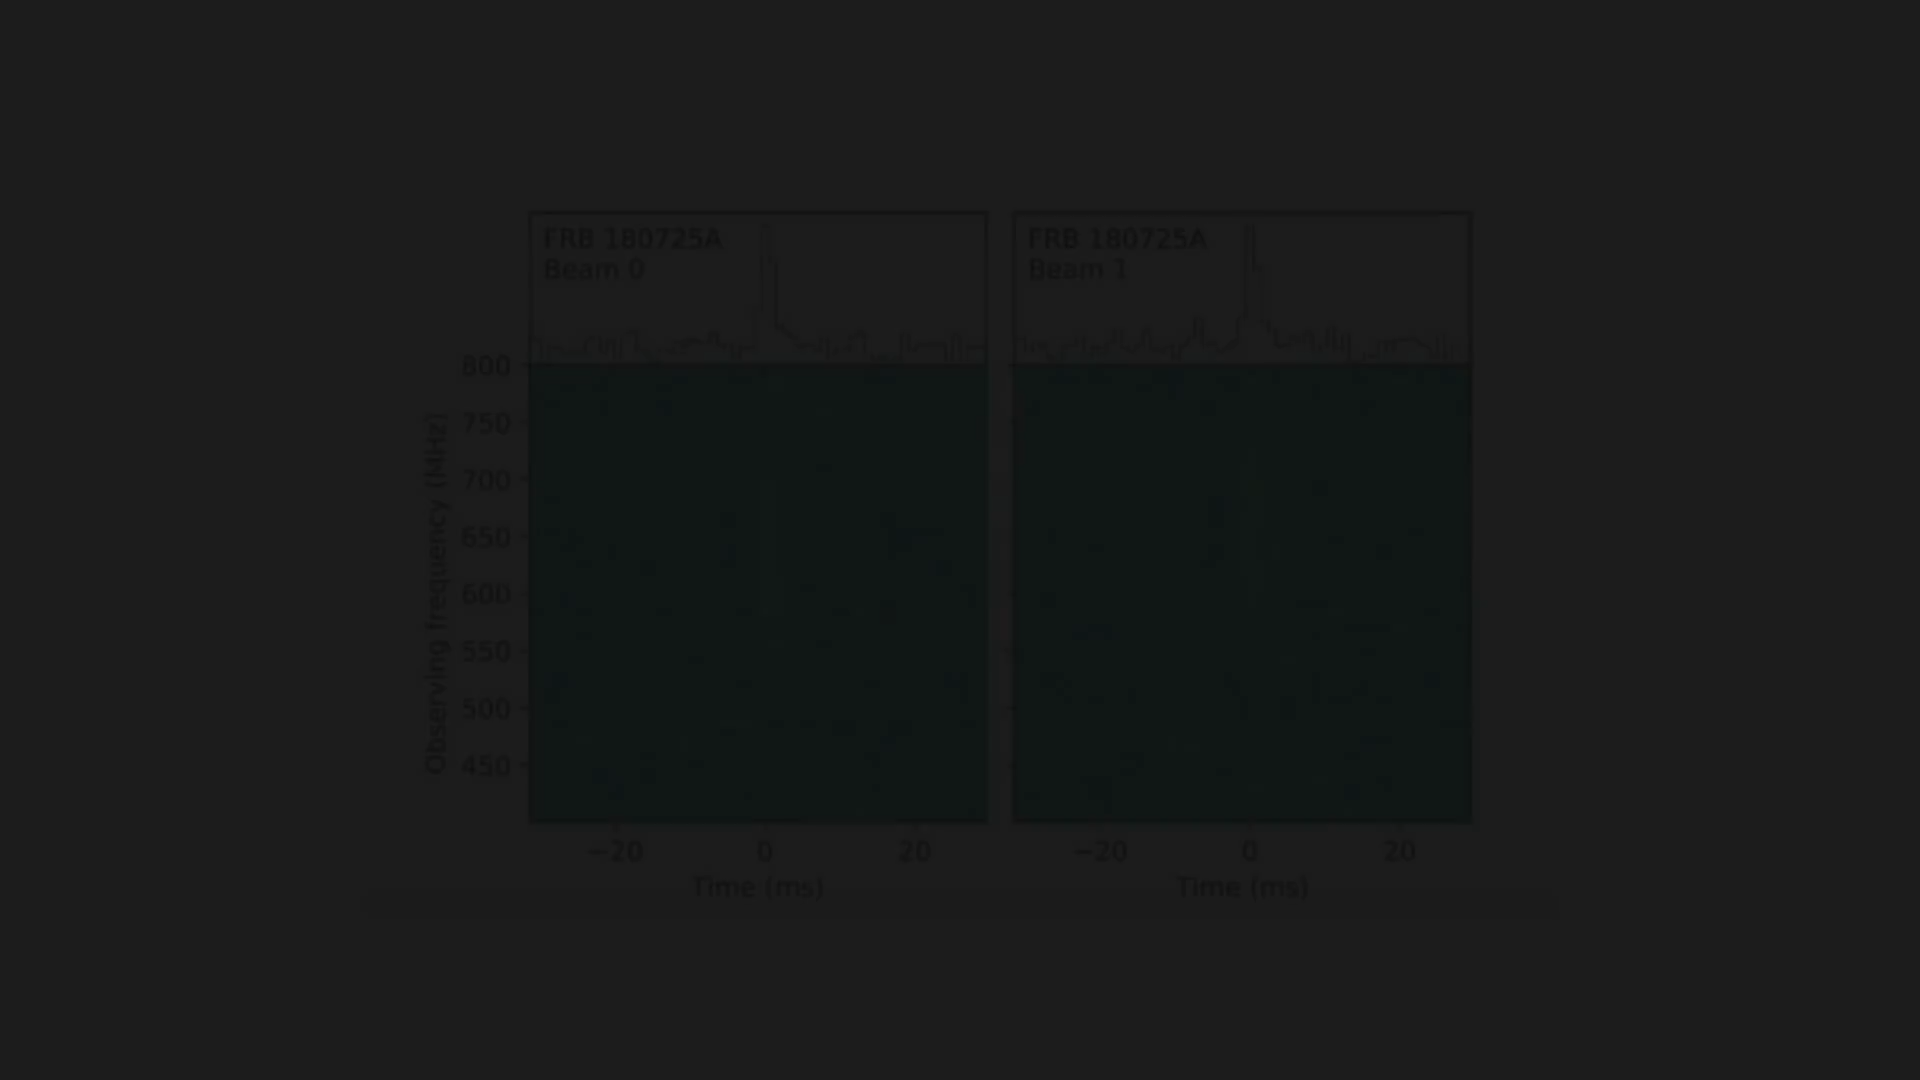 FRB 180725A
Beam 0
FRB 180725A
Beam 1
Observing frequency (MHz)
800
750
700
650
600
550
500
450
−20 0 20
−20 0 20
Time (ms)
Time (ms)